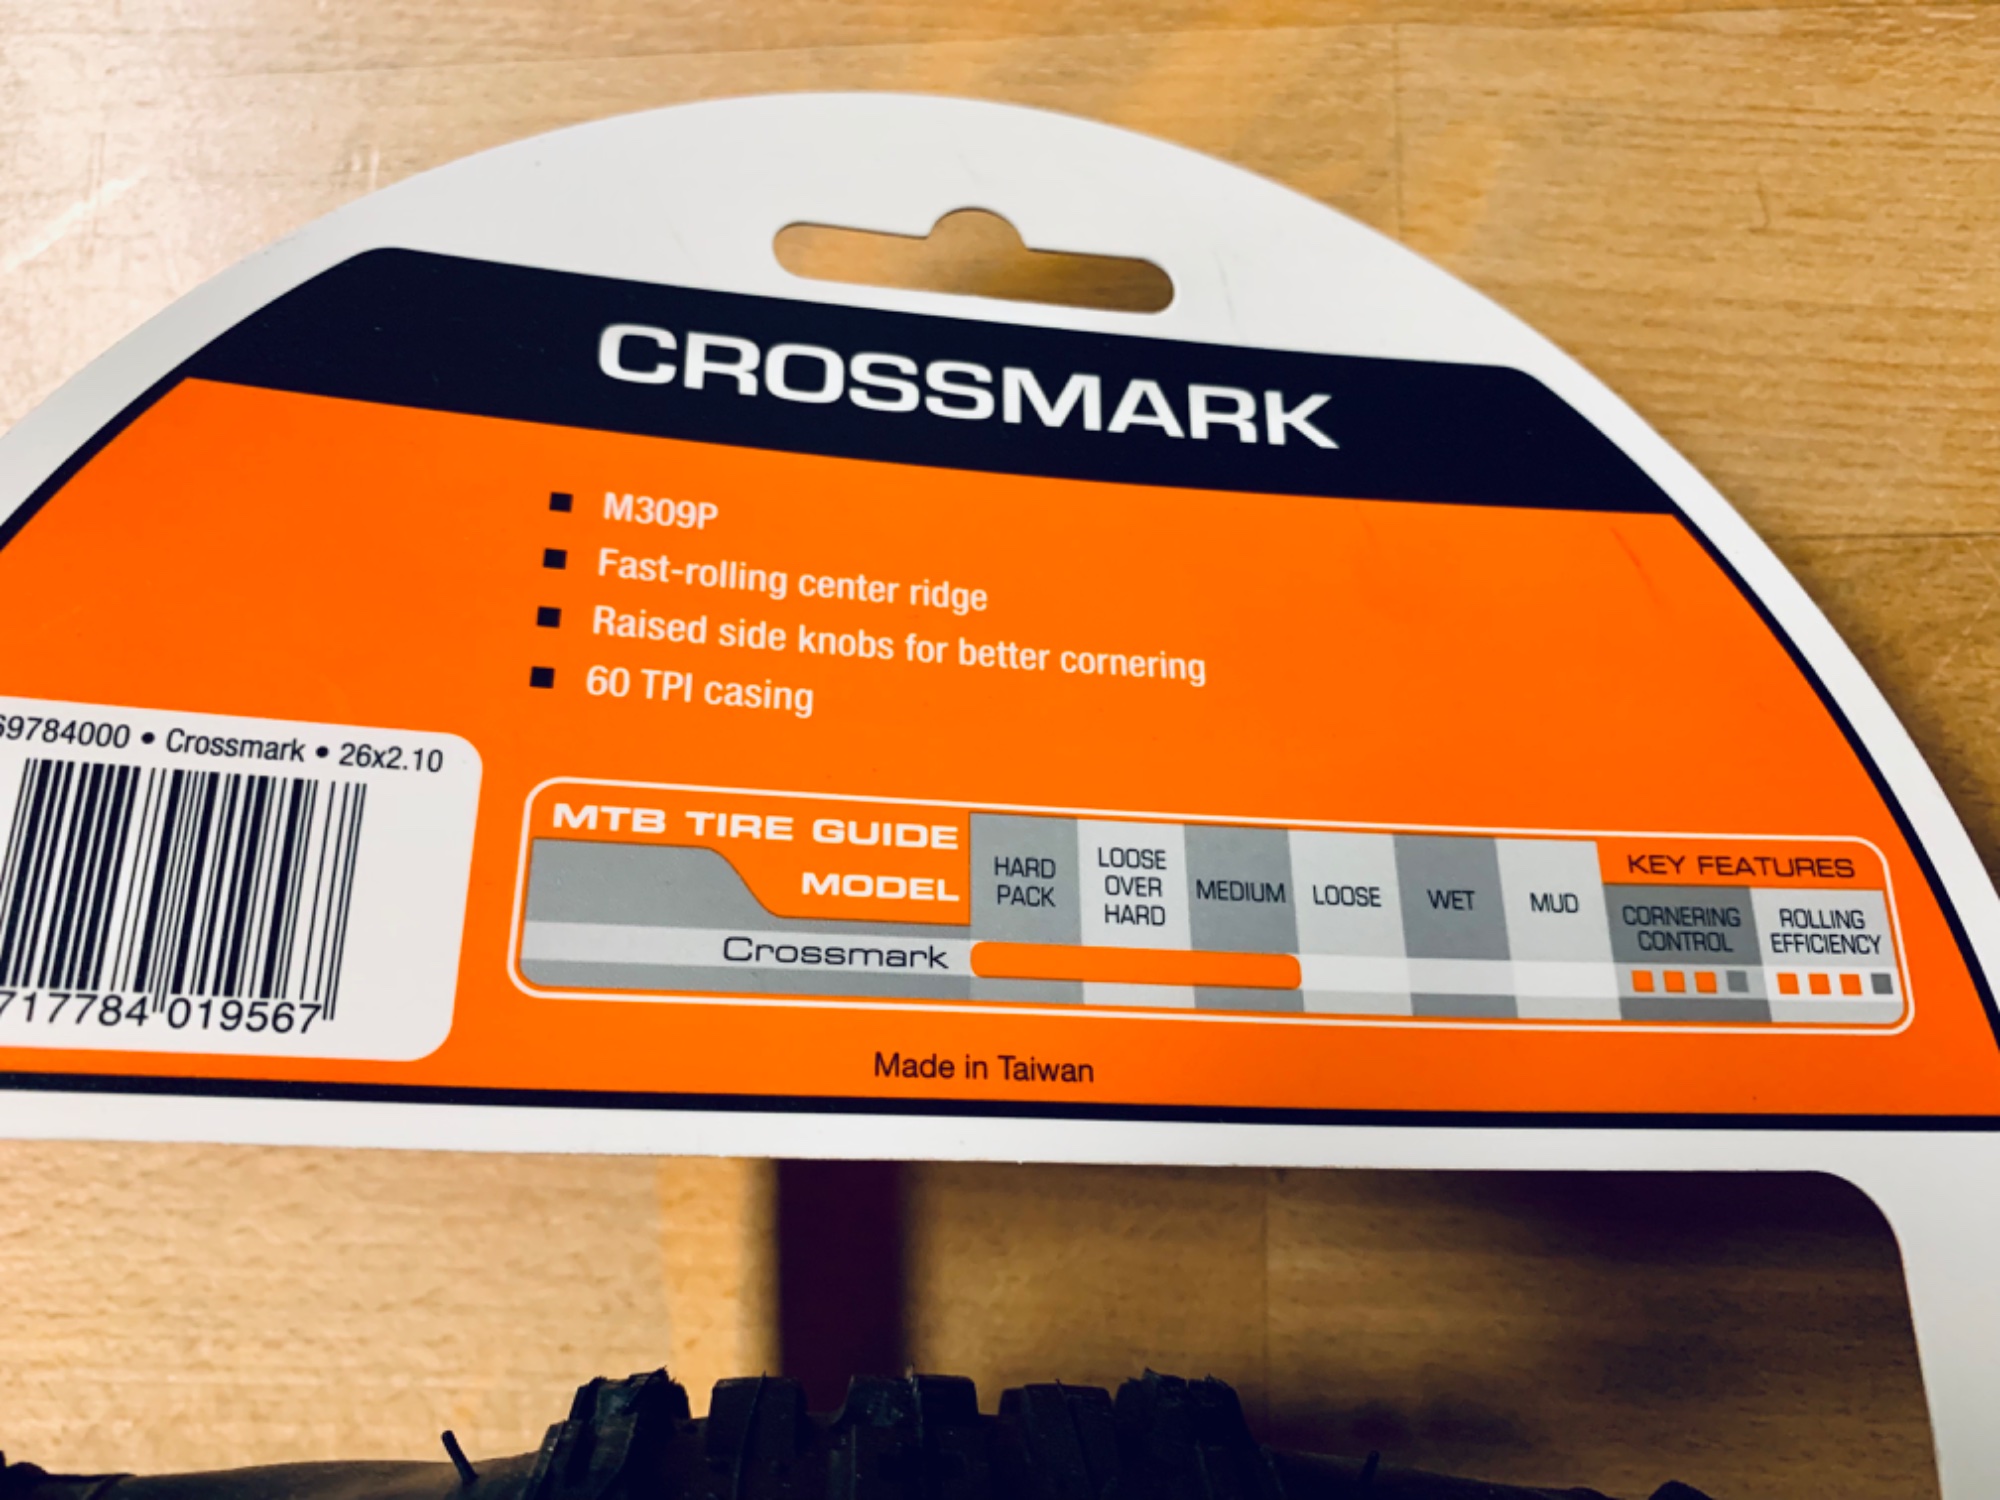 CROSSMARK
M309P
Fast-rolling center ridge
Raised side knobs for better cornering
60 TPI casing
69784000 • Crossmark • 26x2.10
717784 019567
MTB TIRE GUIDE
MODEL
HARD
PACK
LOOSE
OVER
HARD
MEDIUM
LOOSE
WET
MUD
KEY FEATURES
CORNERING
CONTROL
ROLLING
EFFICIENCY
Crossmark
Made in Taiwan